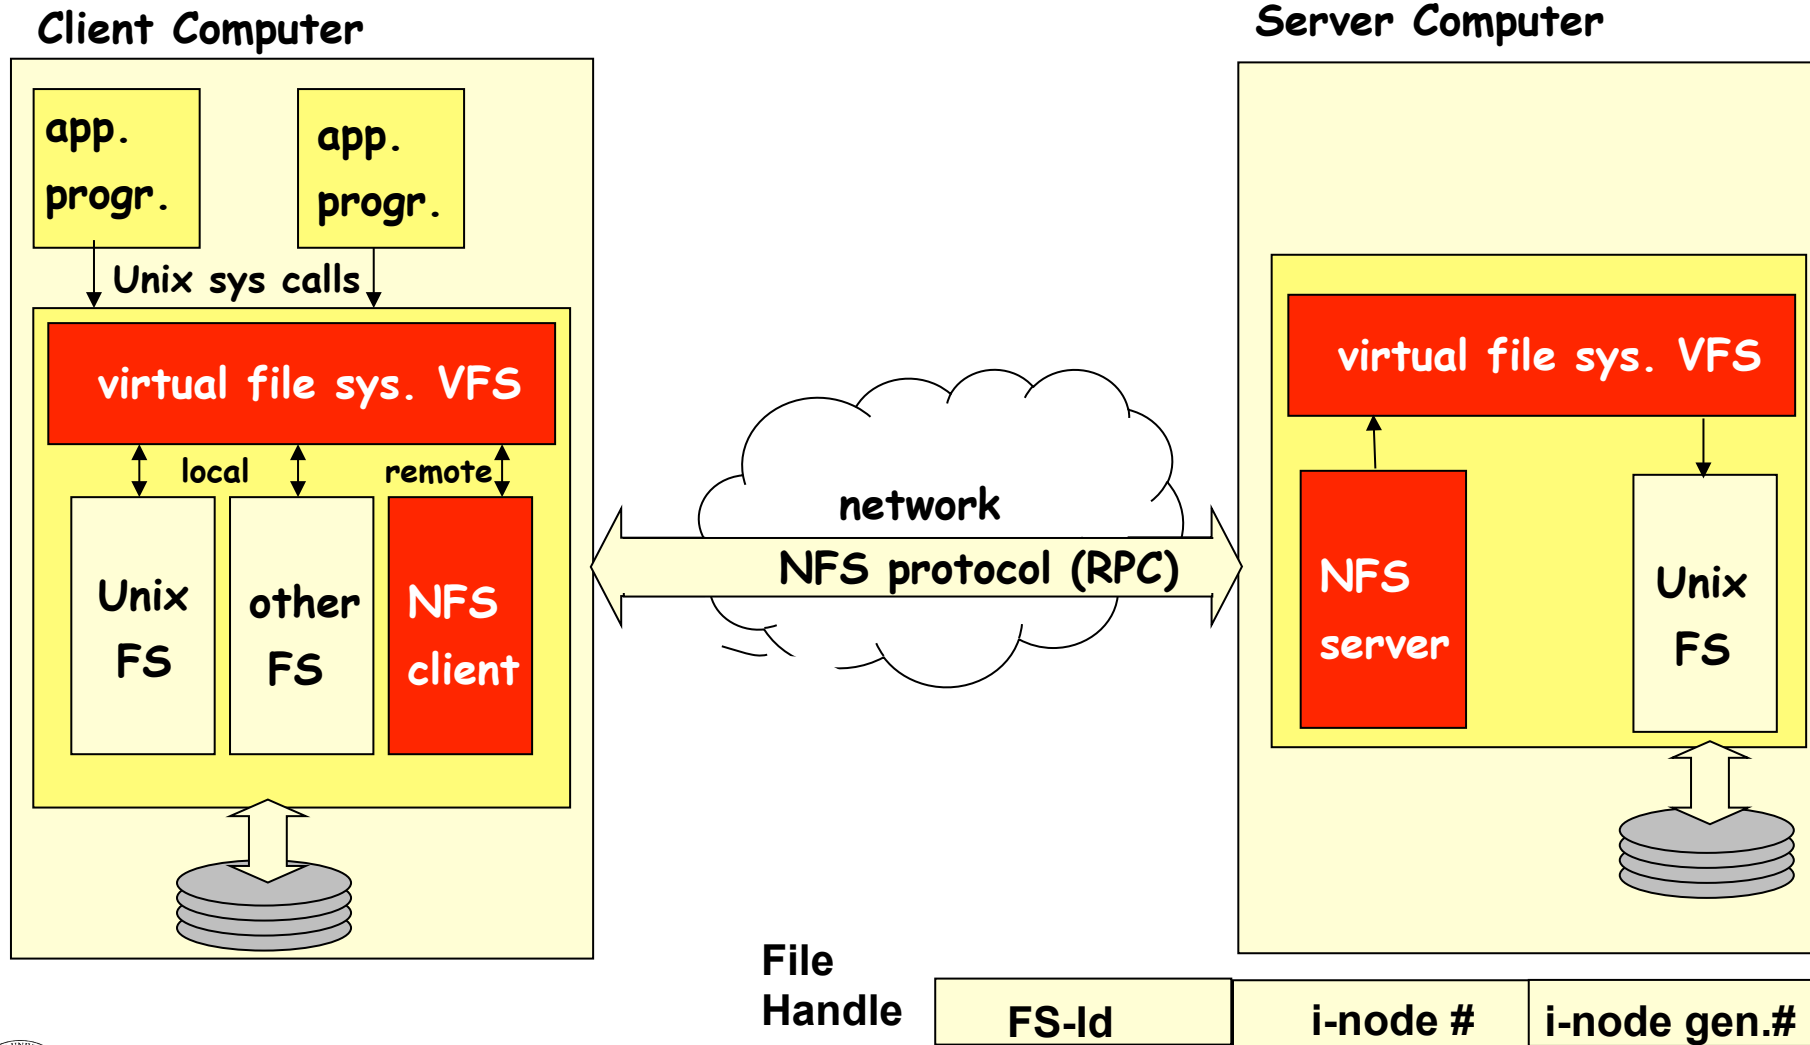 Client Computer
Server Computer
app.
progr.
app.
progr.
Unix sys calls
virtual file sys. VFS
local
remote
Unix
FS
other
FS
NFS
client
network
NFS protocol (RPC)
virtual file sys. VFS
NFS
server
Unix
FS
File
Handle
FS-Id
i-node #
i-node gen.#